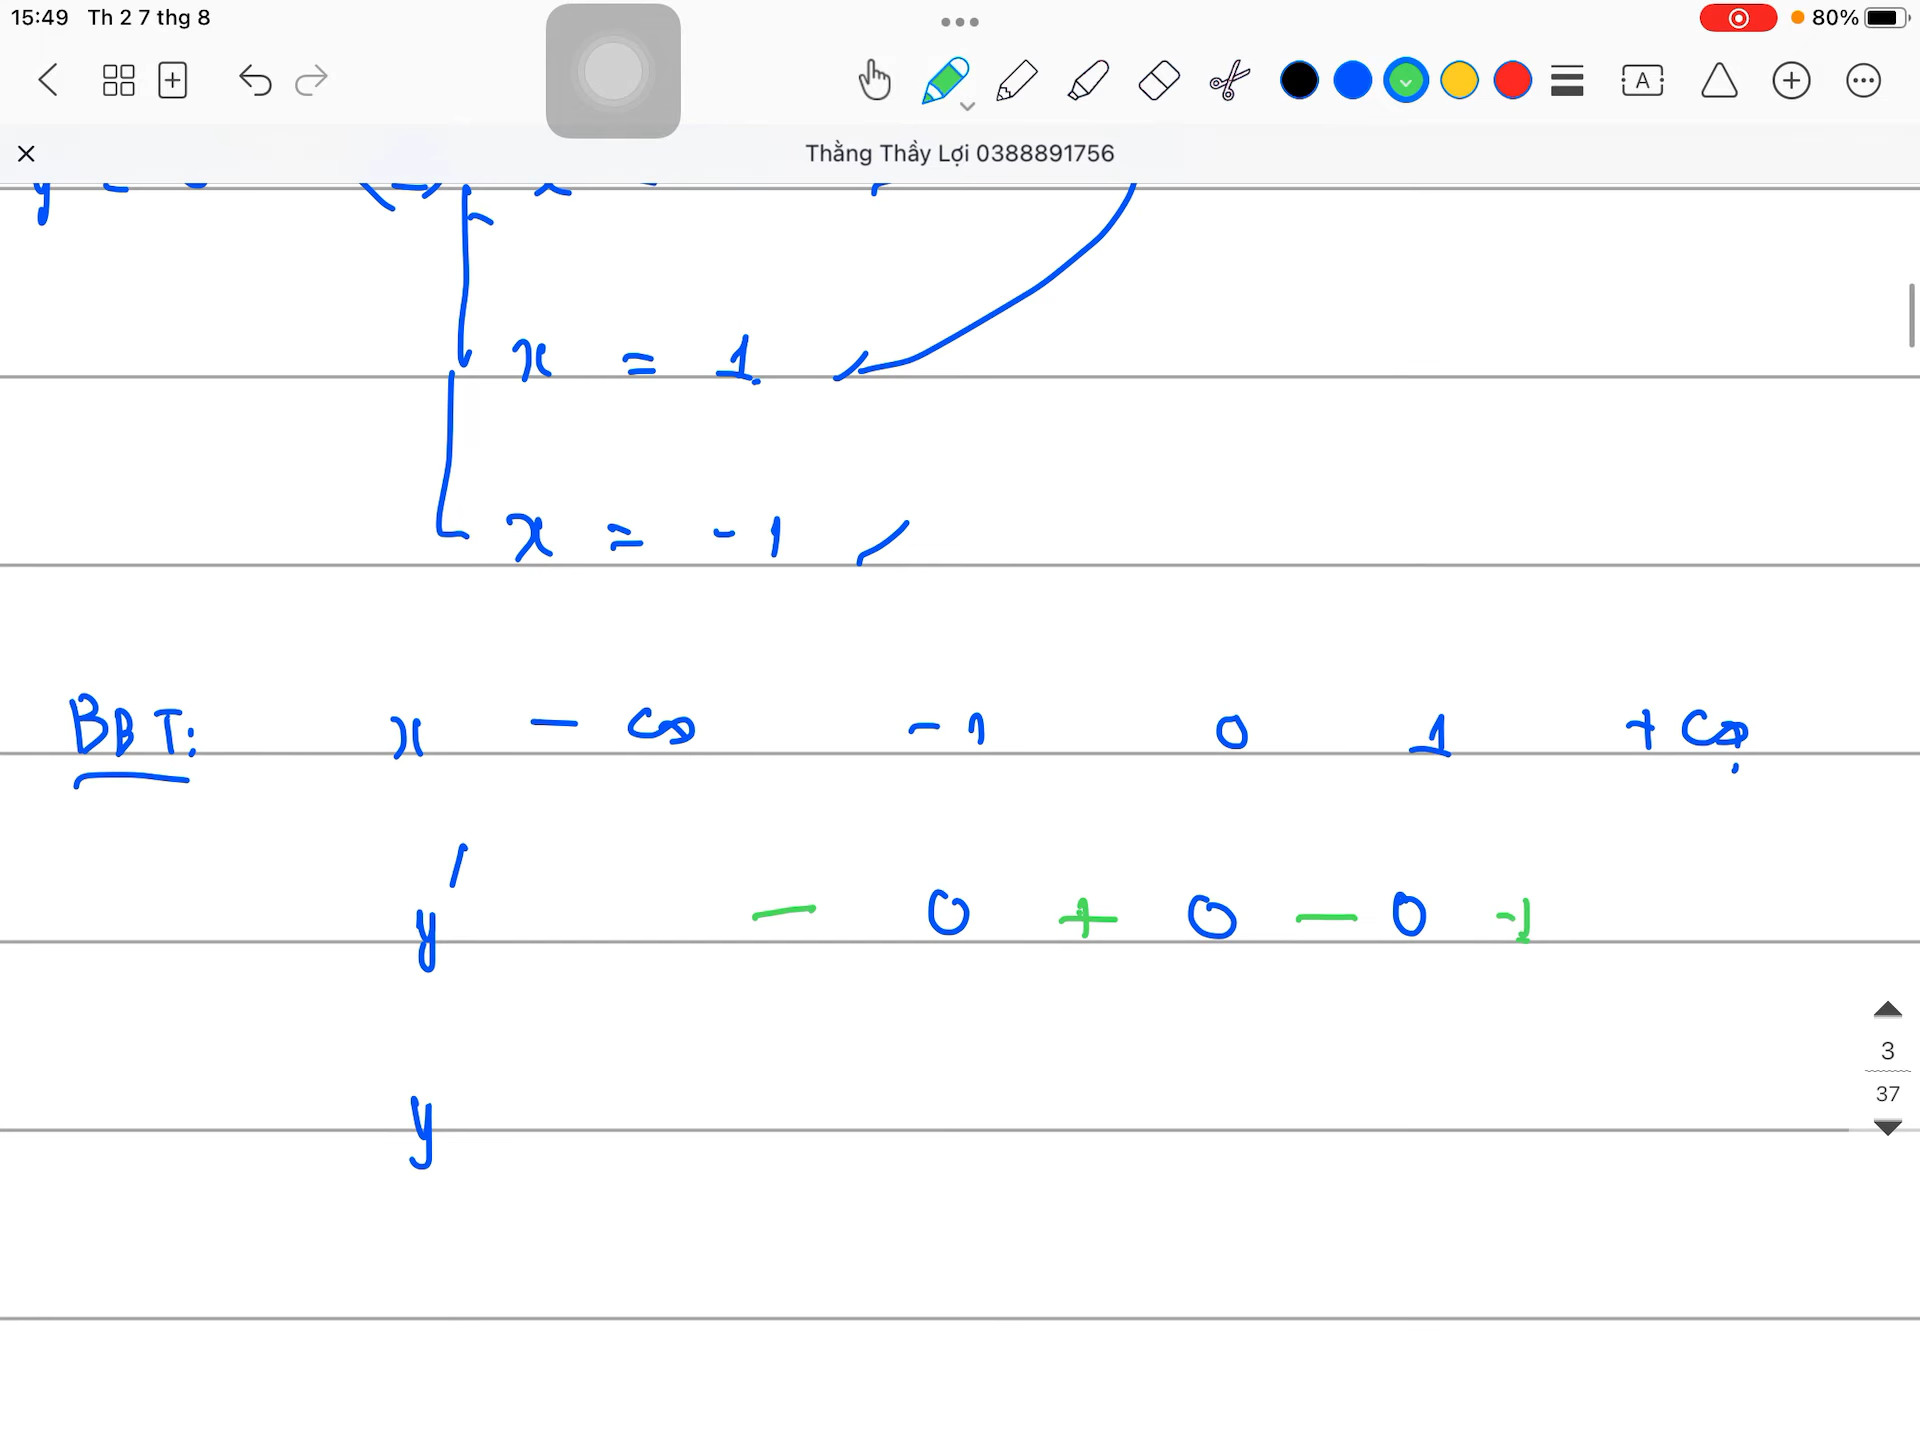 15:49 Th 2 7 thg 8
80%
A
Thằng Thầy Lợi 0388891756
x = 1
x = -1
BBT: x -∞ -1 0 1 +∞
y' - 0 + 0 - 0 +
3
37
y